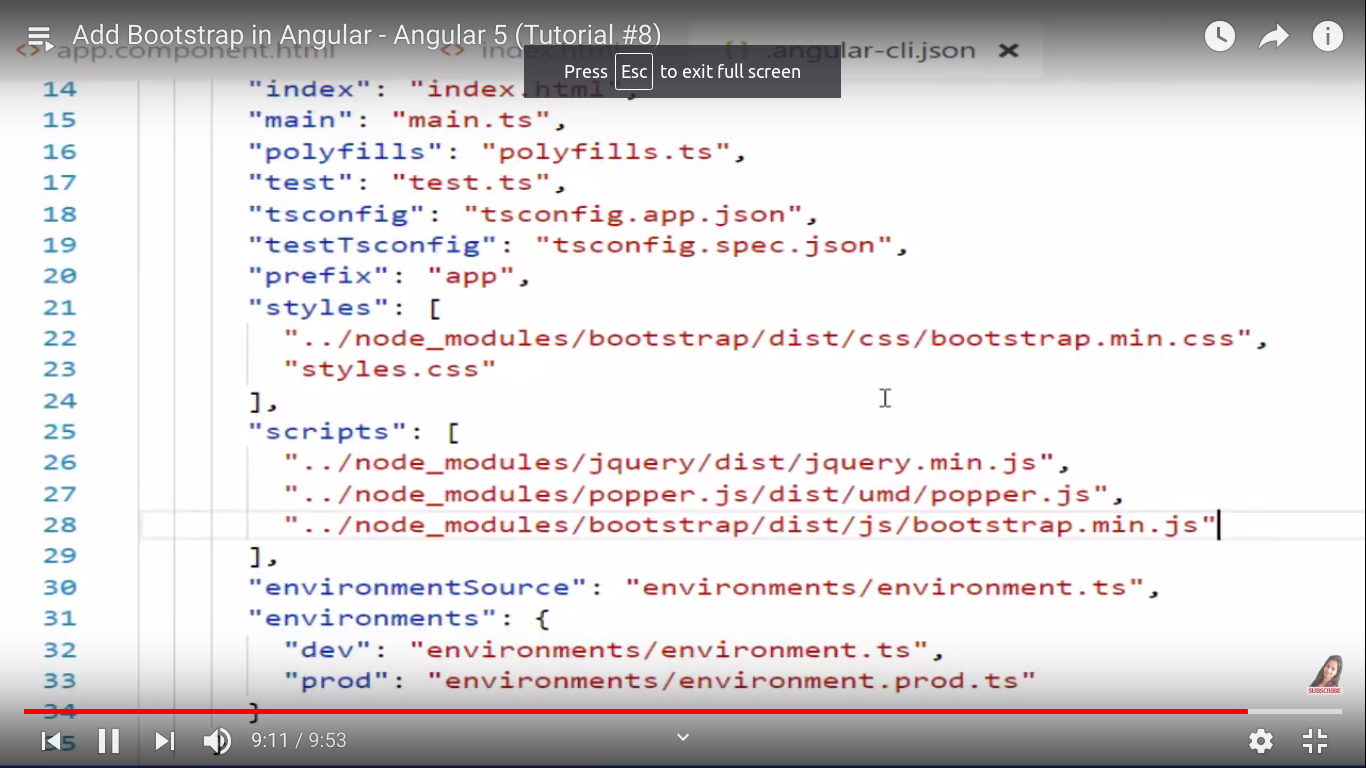 Add Bootstrap in Angular - Angular 5 (Tutorial #8)
<> app.component.html <> index.html {} .angular-cli.json ×
Press Esc to exit full screen
14 "index": "index.html",
15 "main": "main.ts",
16 "polyfills": "polyfills.ts",
17 "test": "test.ts",
18 "tsconfig": "tsconfig.app.json",
19 "testTsconfig": "tsconfig.spec.json",
20 "prefix": "app",
21 "styles": [
22 "../node_modules/bootstrap/dist/css/bootstrap.min.css",
23 "styles.css"
24 ],
25 "scripts": [
26 "../node_modules/jquery/dist/jquery.min.js",
27 "../node_modules/popper.js/dist/umd/popper.js",
28 "../node_modules/bootstrap/dist/js/bootstrap.min.js"
29 ],
30 "environmentSource": "environments/environment.ts",
31 "environments": {
32 "dev": "environments/environment.ts",
33 "prod": "environments/environment.prod.ts"
34 }
35 }
SUBSCRIBE
9:11 / 9:53